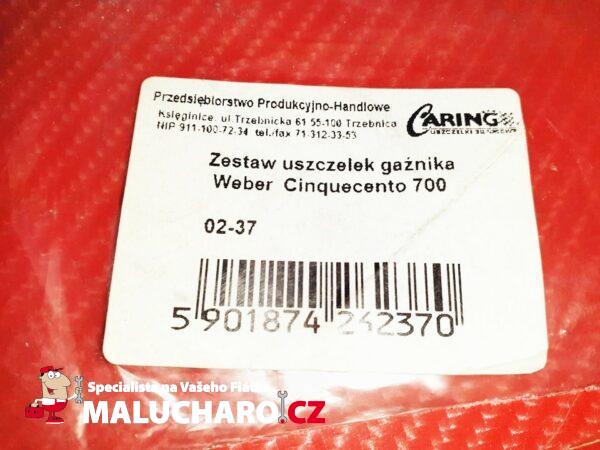 Przedsiębiorstwo Produkcyjno-Handlowe
Księginice, ul.Trzebnicka 61 55-100 Trzebnica
NIP 911-100-72-34 tel./fax 71-312-33-53
CARING
USZCZELKI SILNIKOWE
Zestaw uszczelek gaźnika
Weber Cinquecento 700
02-37
5 901874 242370
Specialista na Vašeho Fiáta
MALUCHARO.CZ